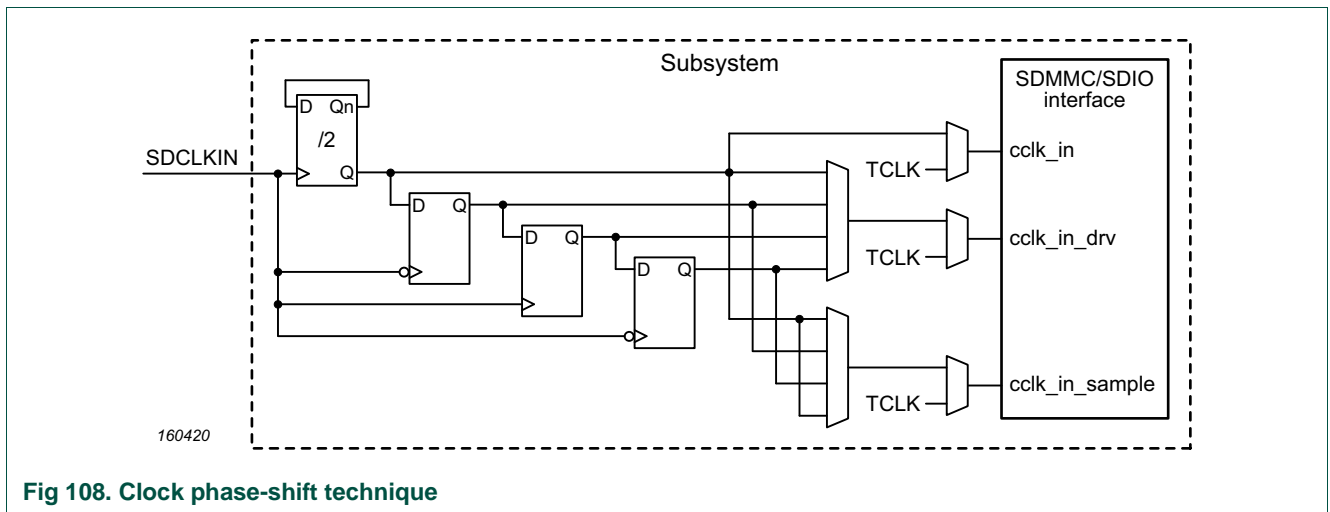 Subsystem
SDMMC/SDIO
interface
D Qn
/2
Q
SDCLKIN
TCLK
cclk_in
D Q
D Q
TCLK
cclk_in_drv
D Q
TCLK
cclk_in_sample
160420
Fig 108. Clock phase-shift technique